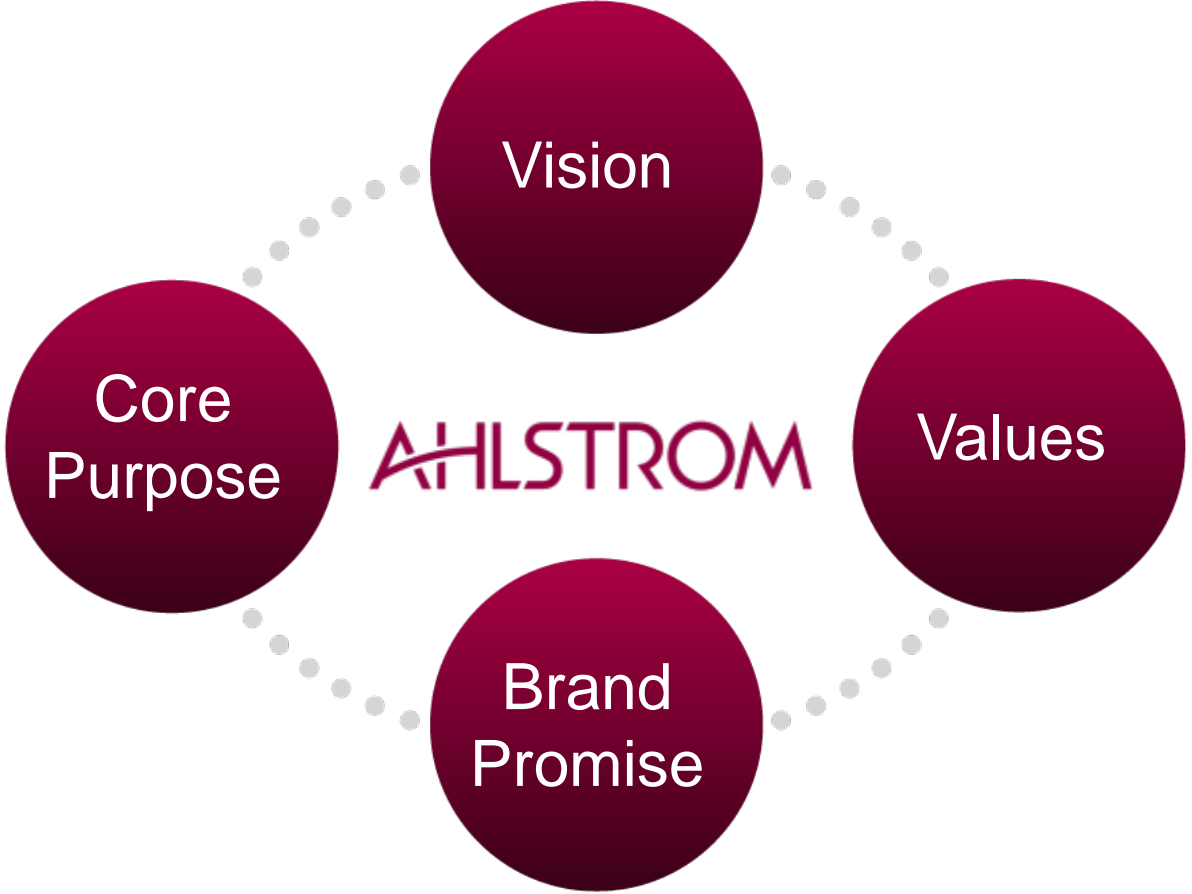 Vision
Core
Purpose
AHLSTROM
Values
Brand
Promise